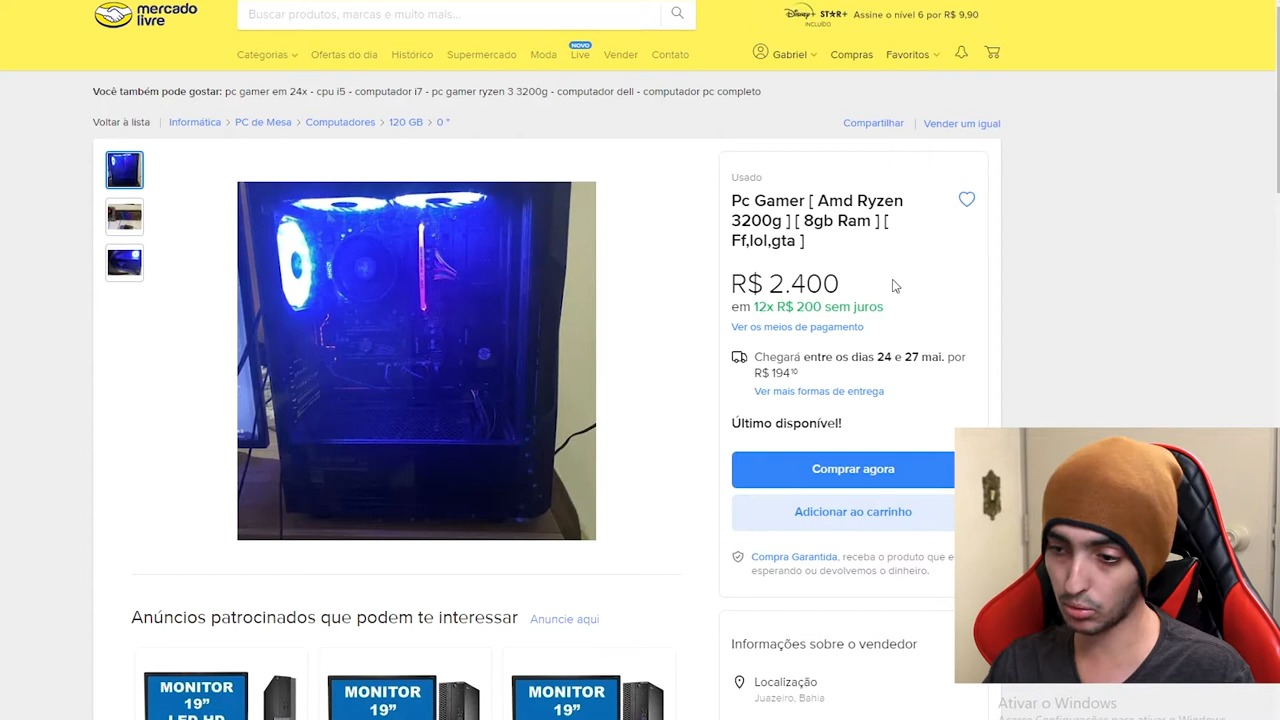 mercado
livre
Buscar produtos, marcas e muito mais...
Disney+ STAR+
INCLUÍDO
Assine o nível 6 por R$ 9,90
Categorias
Ofertas do dia
Histórico
Supermercado
Moda
NOVO
Live
Vender
Contato
Gabriel
Compras
Favoritos
Você também pode gostar: pc gamer em 24x - cpu i5 - computador i7 - pc gamer ryzen 3 3200g - computador dell - computador pc completo
Voltar à lista
Informática > PC de Mesa > Computadores > 120 GB > 0 "
Compartilhar
Vender um igual
Usado
Pc Gamer [ Amd Ryzen
3200g ] [ 8gb Ram ] [
Ff,lol,gta ]
R$ 2.400
em 12x R$ 200 sem juros
Ver os meios de pagamento
Chegará entre os dias 24 e 27 mai. por
R$ 19410
Ver mais formas de entrega
Último disponível!
Comprar agora
Adicionar ao carrinho
Compra Garantida, receba o produto que e
esperando ou devolvemos o dinheiro.
Anúncios patrocinados que podem te interessar
Anuncie aqui
Informações sobre o vendedor
Localização
Juazeiro, Bahia
MONITOR
19"
LED HD
MONITOR
19"
MONITOR
19"
Ativar o Windows